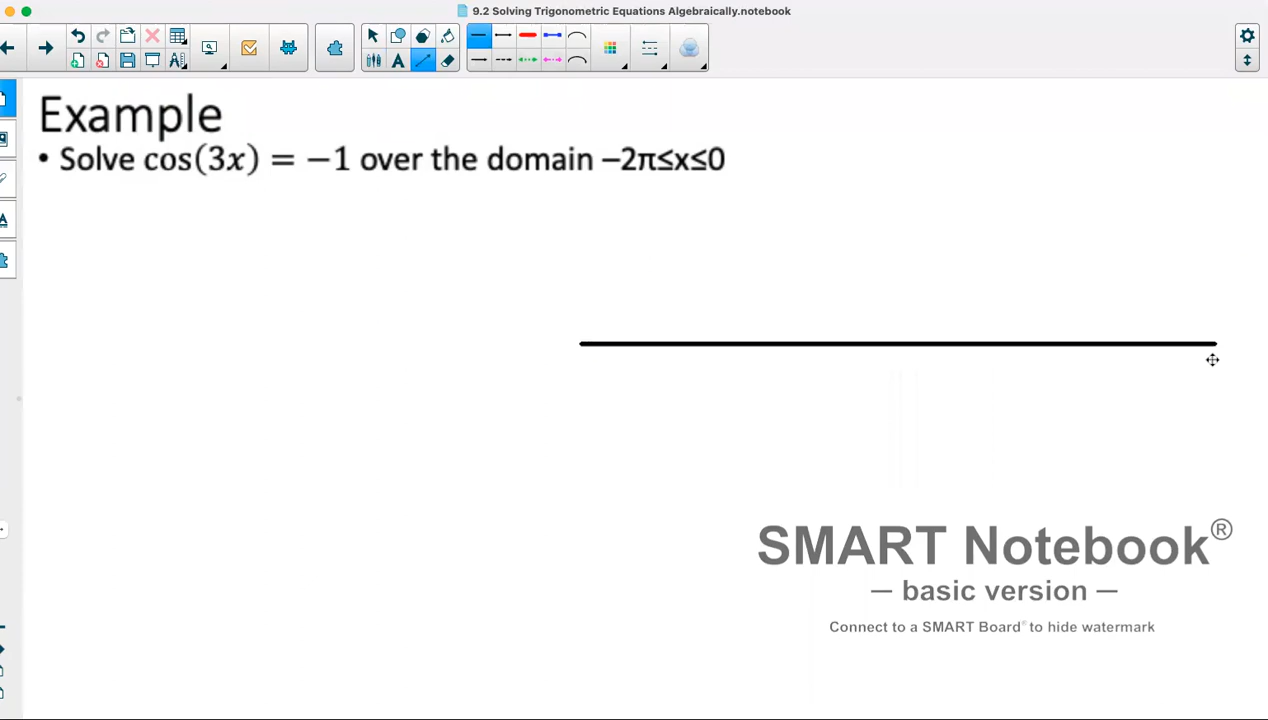 9.2 Solving Trigonometric Equations Algebraically.notebook
Example
• Solve cos(3x) = −1 over the domain –2π≤x≤0
SMART Notebook®
— basic version —
Connect to a SMART Board® to hide watermark